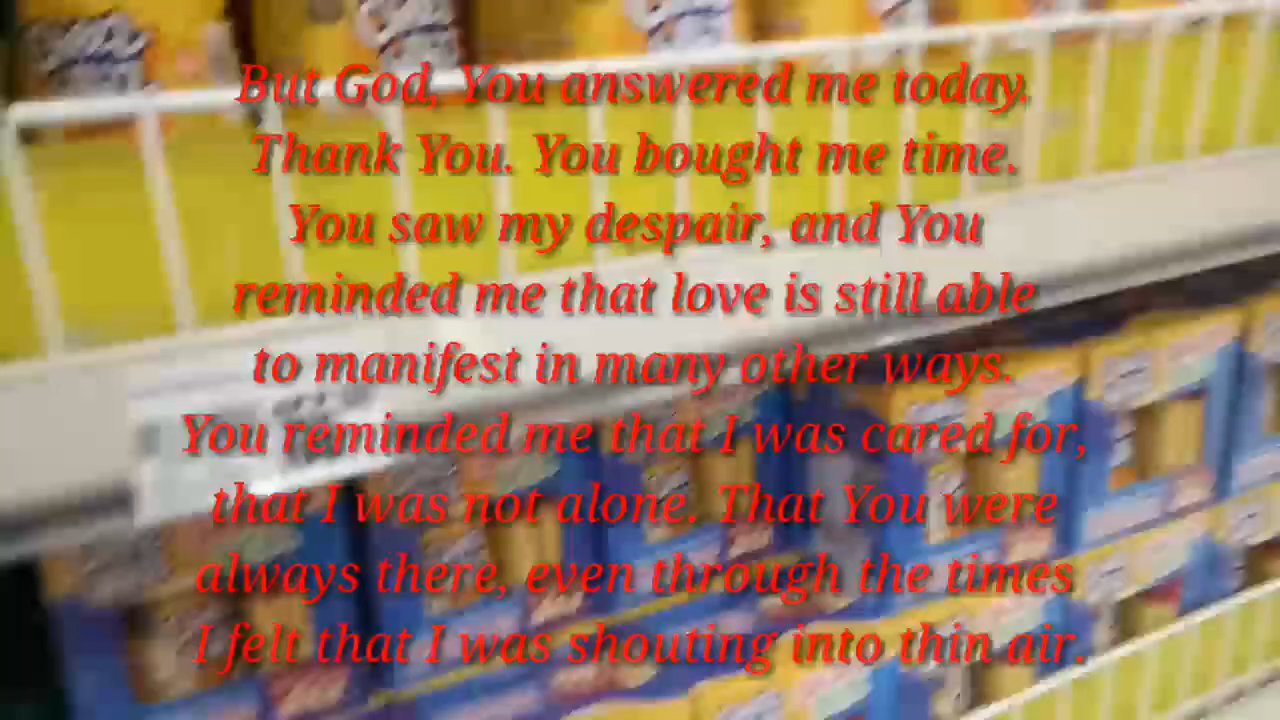 But God, You answered me today.
Thank You. You bought me time.
You saw my despair, and You
reminded me that love is still able
to manifest in many other ways.
You reminded me that I was cared for,
that I was not alone. That You were
always there, even through the times
I felt that I was shouting into thin air.